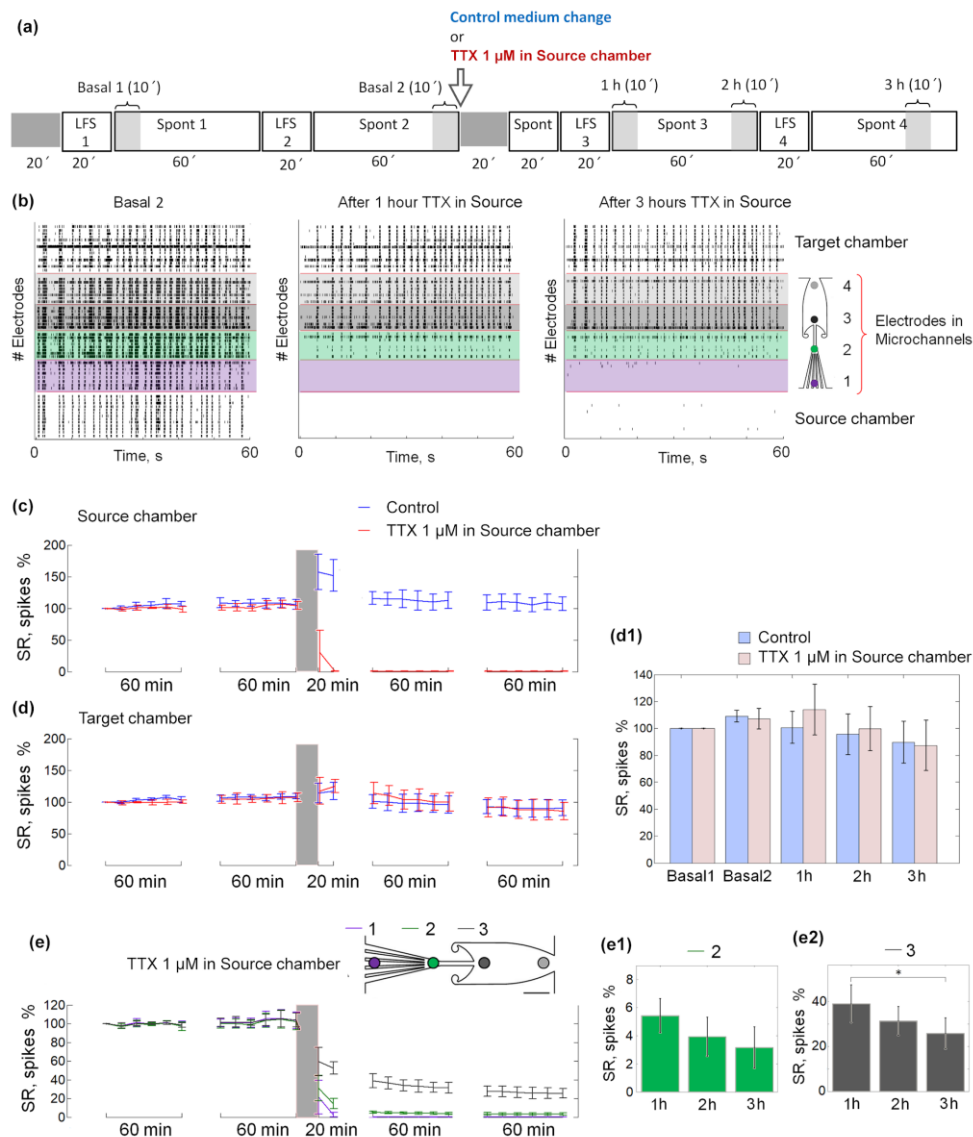 (a)
Control medium change
or
TTX 1 µM in Source chamber
Basal 1 (10´)
Basal 2 (10´)
1 h (10´)
2 h (10´)
3 h (10´)
LFS 1
Spont 1
LFS 2
Spont 2
Spont
LFS 3
Spont 3
LFS 4
Spont 4
20´
20´
60´
20´
60´
20´
20´
20´
60´
20´
60´
(b)
Basal 2
After 1 hour TTX in Source
After 3 hours TTX in Source
# Electrodes
# Electrodes
# Electrodes
0
Time, s
60
0
Time, s
60
0
Time, s
60
Target chamber
4
3
2
1
Electrodes in
Microchannels
Source chamber
(c)
Source chamber
Control
TTX 1 µM in Source chamber
SR, spikes %
200
150
100
50
0
60 min
60 min
20 min
60 min
60 min
(d)
Target chamber
SR, spikes %
200
150
100
50
0
60 min
60 min
20 min
60 min
60 min
(d1)
Control
TTX 1 µM in Source chamber
SR, spikes %
140
120
100
80
60
40
20
0
Basal1
Basal2
1h
2h
3h
(e)
1
2
3
TTX 1 µM in Source chamber
SR, spikes %
120
100
80
60
40
20
0
60 min
60 min
20 min
60 min
60 min
(e1)
2
SR, spikes %
8
6
4
2
0
1h
2h
3h
(e2)
3
SR, spikes %
*
40
20
0
1h
2h
3h